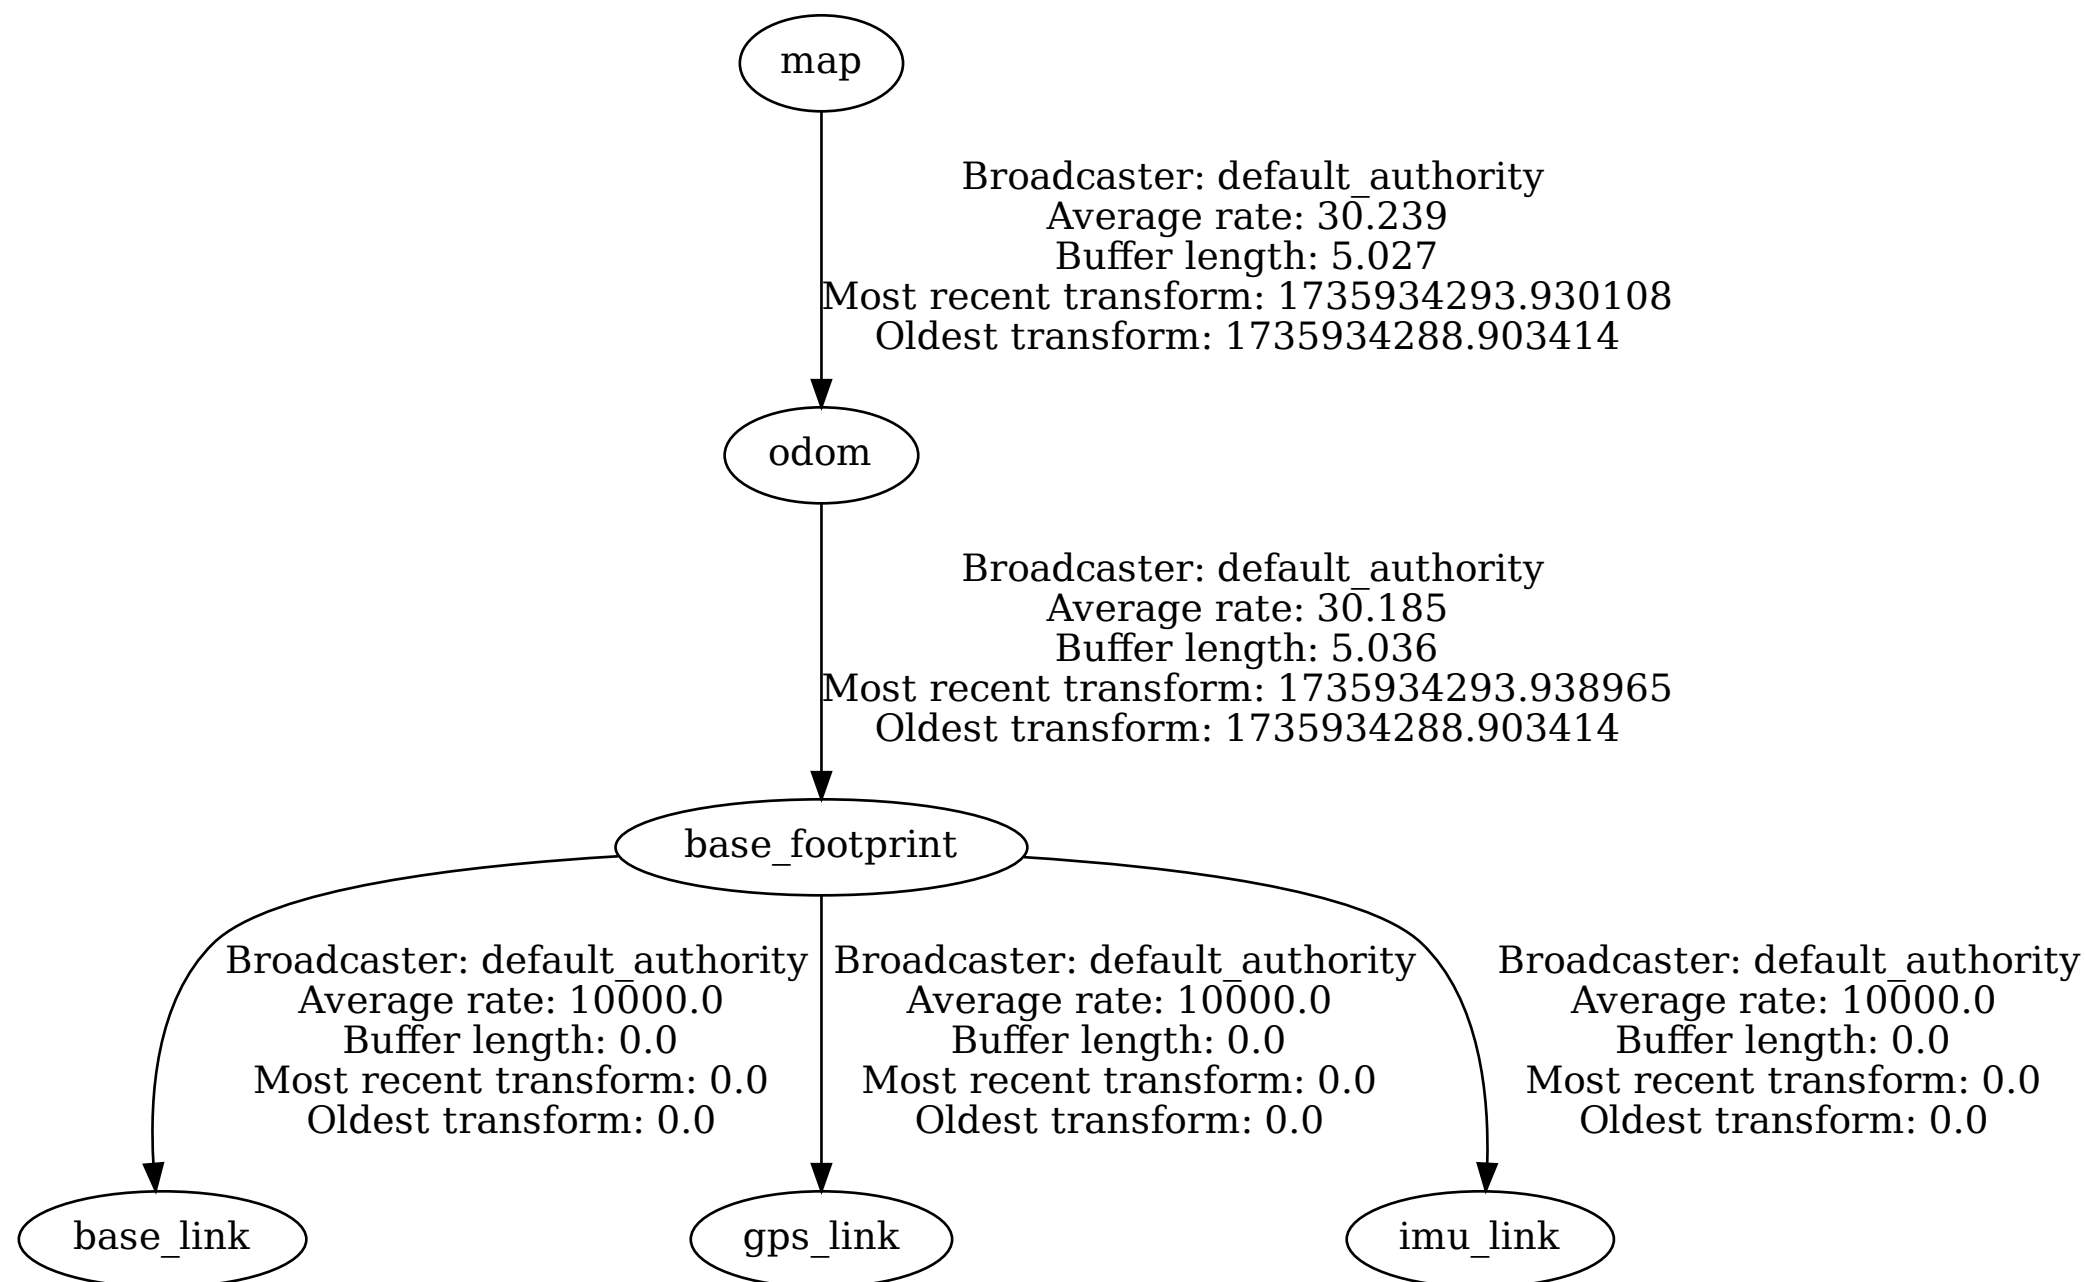 map
Broadcaster: default_authority
Average rate: 30.239
Buffer length: 5.027
Most recent transform: 1735934293.930108
Oldest transform: 1735934288.903414
odom
Broadcaster: default_authority
Average rate: 30.185
Buffer length: 5.036
Most recent transform: 1735934293.938965
Oldest transform: 1735934288.903414
base_footprint
Broadcaster: default_authority
Average rate: 10000.0
Buffer length: 0.0
Most recent transform: 0.0
Oldest transform: 0.0
Broadcaster: default_authority
Average rate: 10000.0
Buffer length: 0.0
Most recent transform: 0.0
Oldest transform: 0.0
Broadcaster: default_authority
Average rate: 10000.0
Buffer length: 0.0
Most recent transform: 0.0
Oldest transform: 0.0
base_link
gps_link
imu_link